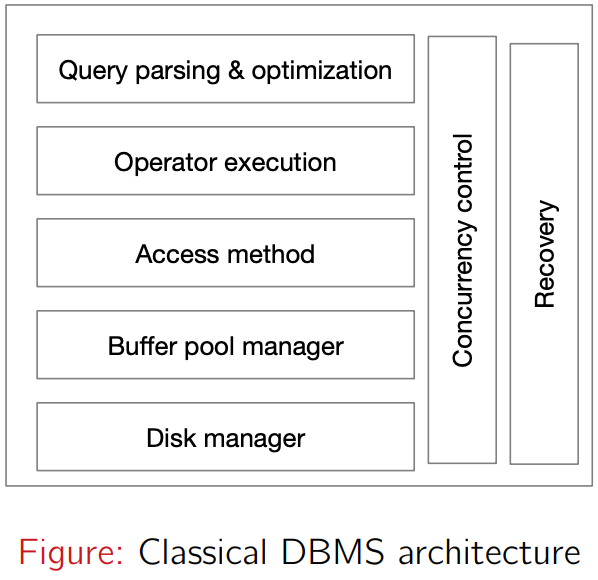 Query parsing & optimization
Operator execution
Access method
Buffer pool manager
Disk manager
Concurrency control
Recovery
Figure: Classical DBMS architecture